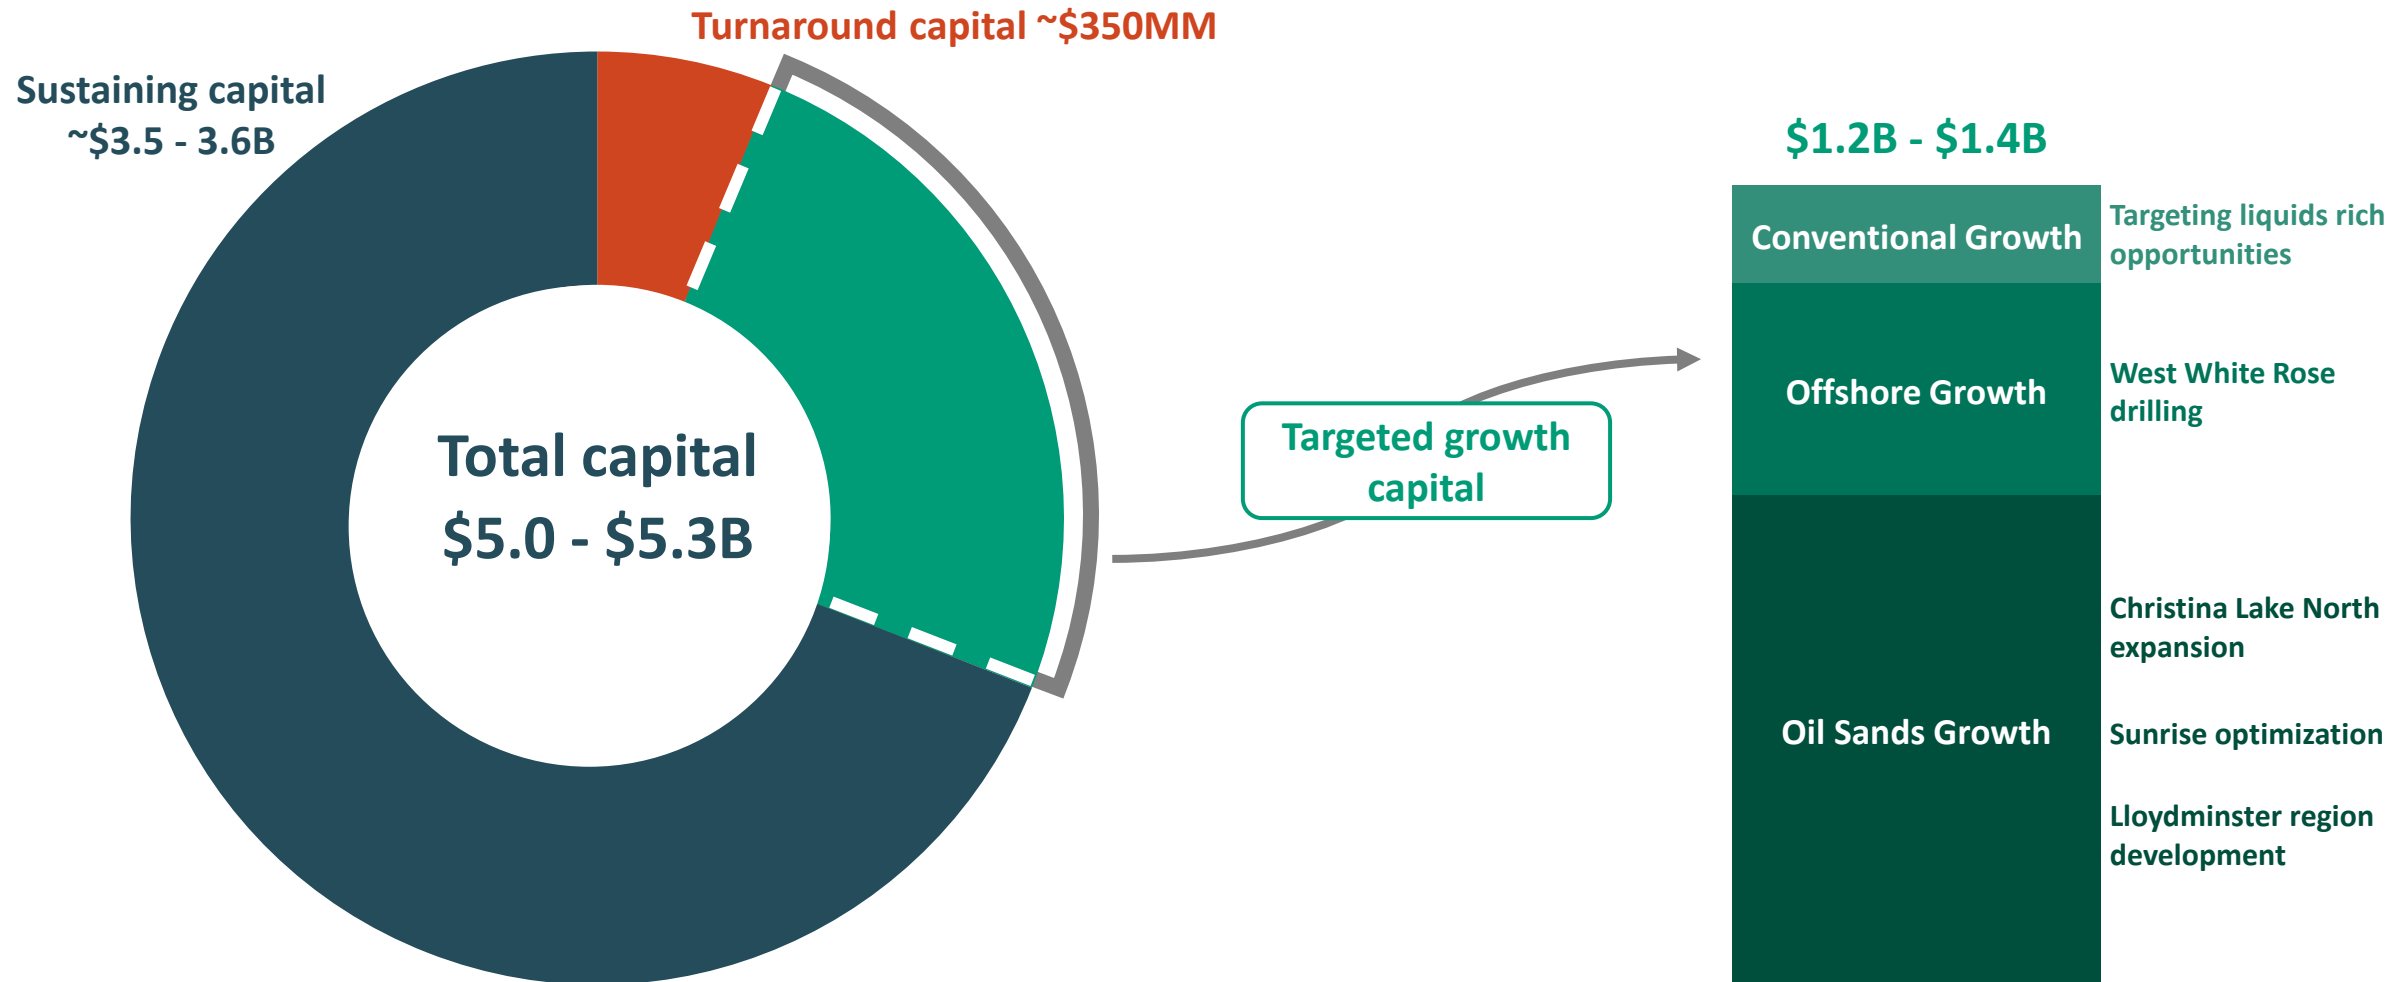 Turnaround capital ~$350MM
Sustaining capital
~$3.5 - 3.6B
Total capital
$5.0 - $5.3B
Targeted growth
capital
$1.2B - $1.4B
Conventional Growth
Targeting liquids rich
opportunities
Offshore Growth
West White Rose
drilling
Oil Sands Growth
Christina Lake North
expansion
Sunrise optimization
Lloydminster region
development